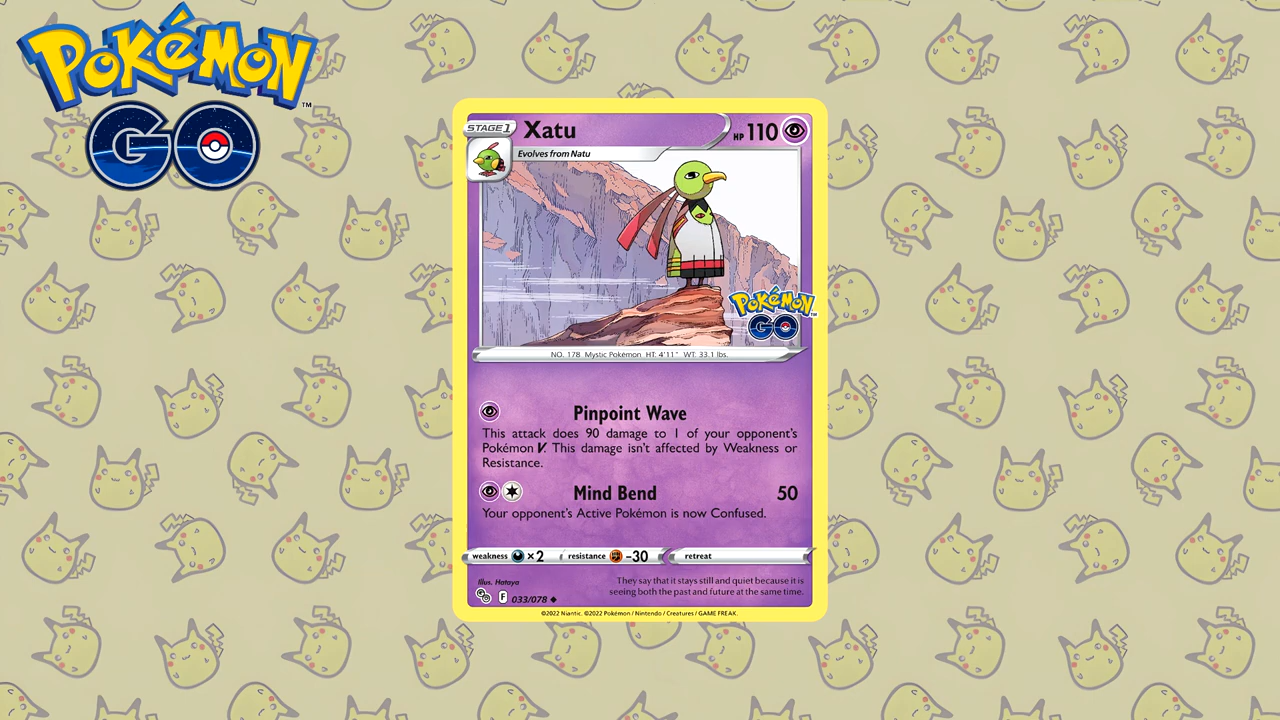 POKÉMON
GO
™
STAGE 1
Xatu
HP 110
Evolves from Natu
POKÉMON™
GO
NO. 178 Mystic Pokémon HT: 4'11" WT: 33.1 lbs.
Pinpoint Wave
This attack does 90 damage to 1 of your opponent's
Pokémon V. This damage isn't affected by Weakness or
Resistance.
Mind Bend 50
Your opponent's Active Pokémon is now Confused.
weakness ×2 resistance -30 retreat
Illus. Hataya
They say that it stays still and quiet because it is
seeing both the past and future at the same time.
F 033/078
©2022 Niantic. ©2022 Pokémon / Nintendo / Creatures / GAME FREAK.